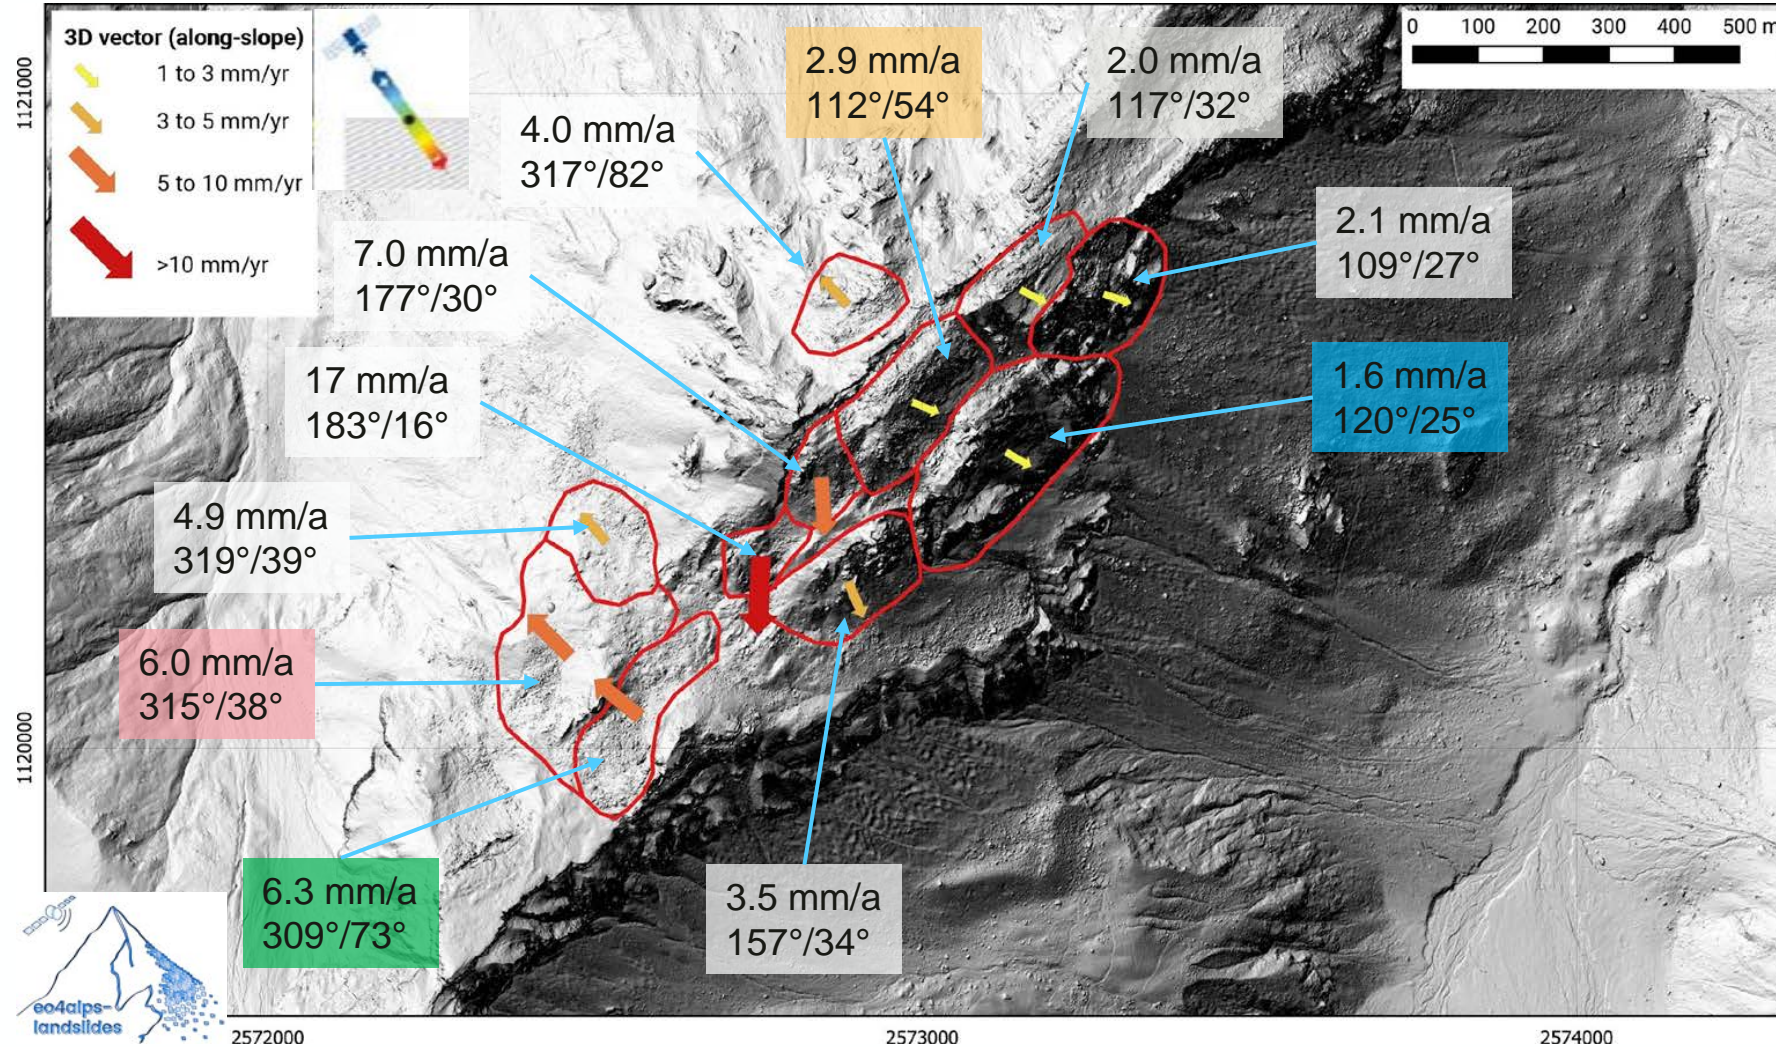 3D vector (along-slope)
1 to 3 mm/yr
3 to 5 mm/yr
5 to 10 mm/yr
>10 mm/yr
0 100 200 300 400 500 m
1121000
1120000
2.9 mm/a
112°/54°
2.0 mm/a
117°/32°
4.0 mm/a
317°/82°
2.1 mm/a
109°/27°
7.0 mm/a
177°/30°
1.6 mm/a
120°/25°
17 mm/a
183°/16°
4.9 mm/a
319°/39°
6.0 mm/a
315°/38°
6.3 mm/a
309°/73°
3.5 mm/a
157°/34°
eo4alps-
landslides
2572000
2573000
2574000